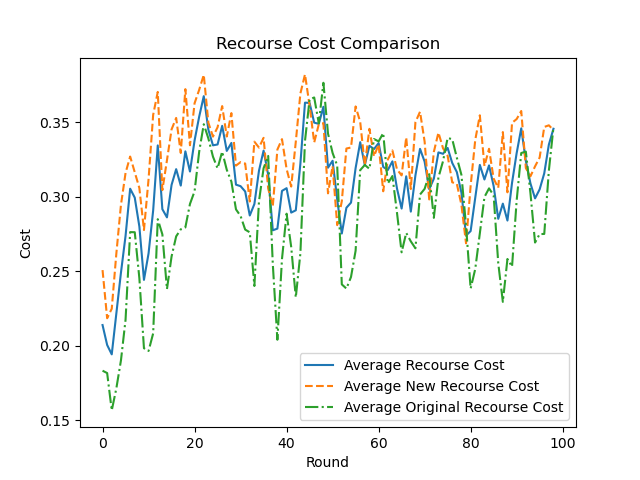 Recourse Cost Comparison
Cost
0.35
0.30
0.25
0.20
0.15
0
20
40
60
80
100
Round
Average Recourse Cost
Average New Recourse Cost
Average Original Recourse Cost